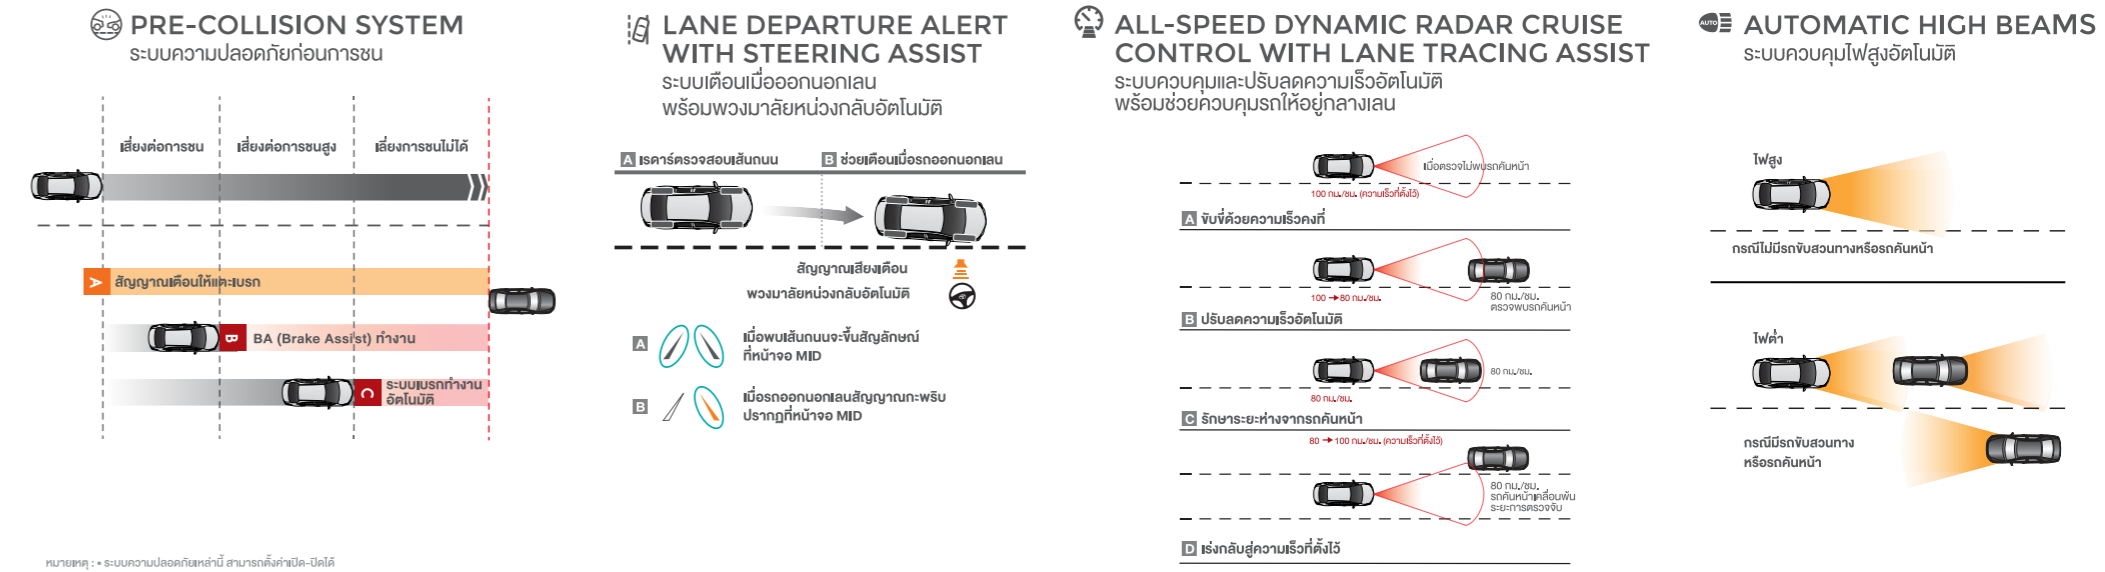 PRE-COLLISION SYSTEM
ระบบความปลอดภัยก่อนการชน
เสี่ยงต่อการชน
เสี่ยงต่อการชนสูง
เลี่ยงการชนไม่ได้
A สัญญาณเตือนให้แตะเบรก
B BA (Brake Assist) ทำงาน
C ระบบเบรกทำงาน
อัตโนมัติ
หมายเหตุ : • ระบบความปลอดภัยเหล่านี้ สามารถตั้งค่าเปิด-ปิดได้
LANE DEPARTURE ALERT
WITH STEERING ASSIST
ระบบเตือนเมื่อออกนอกเลน
พร้อมพวงมาลัยหน่วงกลับอัตโนมัติ
A เรดาร์ตรวจสอบเส้นถนน
B ช่วยเตือนเมื่อรถออกนอกเลน
สัญญาณเสียงเตือน
พวงมาลัยหน่วงกลับอัตโนมัติ
A เมื่อพบเส้นถนนจะขึ้นสัญลักษณ์
ที่หน้าจอ MID
B เมื่อรถออกนอกเลนสัญญาณกะพริบ
ปรากฏที่หน้าจอ MID
ALL-SPEED DYNAMIC RADAR CRUISE
CONTROL WITH LANE TRACING ASSIST
ระบบควบคุมและปรับลดความเร็วอัตโนมัติ
พร้อมช่วยควบคุมรถให้อยู่กลางเลน
เมื่อตรวจไม่พบรถคันหน้า
100 กม./ชม. (ความเร็วที่ตั้งไว้)
A ขับขี่ด้วยความเร็วคงที่
100 → 80 กม./ชม.
80 กม./ชม.
ตรวจพบรถคันหน้า
B ปรับลดความเร็วอัตโนมัติ
80 กม./ชม.
80 กม./ชม.
C รักษาระยะห่างจากรถคันหน้า
80 → 100 กม./ชม. (ความเร็วที่ตั้งไว้)
80 กม./ชม.
รถคันหน้าเคลื่อนพ้น
ระยะการตรวจจับ
D เร่งกลับสู่ความเร็วที่ตั้งไว้
AUTO
AUTOMATIC HIGH BEAMS
ระบบควบคุมไฟสูงอัตโนมัติ
ไฟสูง
กรณีไม่มีรถขับสวนทางหรือรถคันหน้า
ไฟต่ำ
กรณีมีรถขับสวนทาง
หรือรถคันหน้า